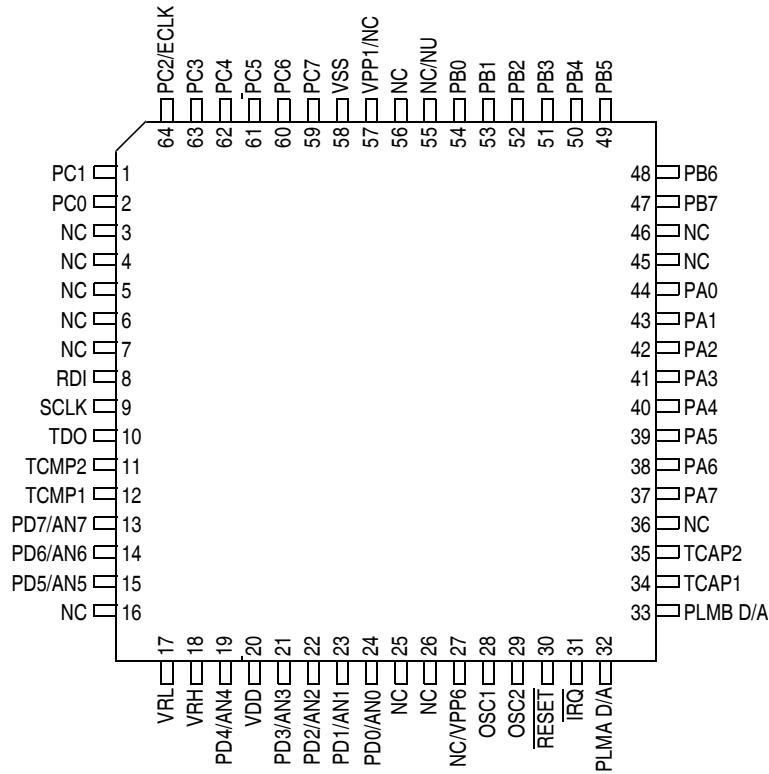 PC2/ECLK
PC3
PC4
PC5
PC6
PC7
VSS
VPP1/NC
NC
NC/NU
PB0
PB1
PB2
PB3
PB4
PB5
64
63
62
61
60
59
58
57
56
55
54
53
52
51
50
49
PC1 1
PC0 2
NC 3
NC 4
NC 5
NC 6
NC 7
RDI 8
SCLK 9
TDO 10
TCMP2 11
TCMP1 12
PD7/AN7 13
PD6/AN6 14
PD5/AN5 15
NC 16
48 PB6
47 PB7
46 NC
45 NC
44 PA0
43 PA1
42 PA2
41 PA3
40 PA4
39 PA5
38 PA6
37 PA7
36 NC
35 TCAP2
34 TCAP1
33 PLMB D/A
17
18
19
20
21
22
23
24
25
26
27
28
29
30
31
32
VRL
VRH
PD4/AN4
VDD
PD3/AN3
PD2/AN2
PD1/AN1
PD0/AN0
NC
NC
NC/VPP6
OSC1
OSC2
RESET
IRQ
PLMA D/A